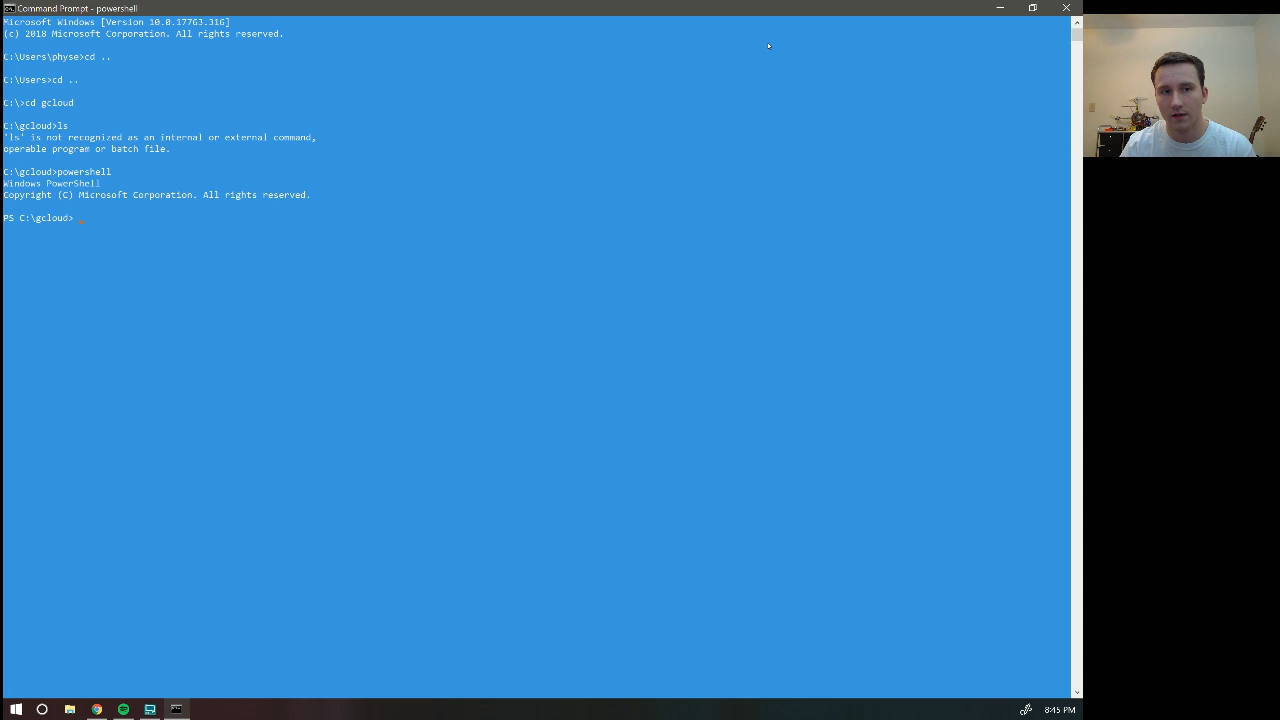 Command Prompt - powershell
Microsoft Windows [Version 10.0.17763.316]
(c) 2018 Microsoft Corporation. All rights reserved.
C:\Users\physe>cd ..
C:\Users>cd ..
C:\>cd gcloud
C:\gcloud>ls
'ls' is not recognized as an internal or external command,
operable program or batch file.
C:\gcloud>powershell
Windows PowerShell
Copyright (C) Microsoft Corporation. All rights reserved.
PS C:\gcloud>
8:45 PM